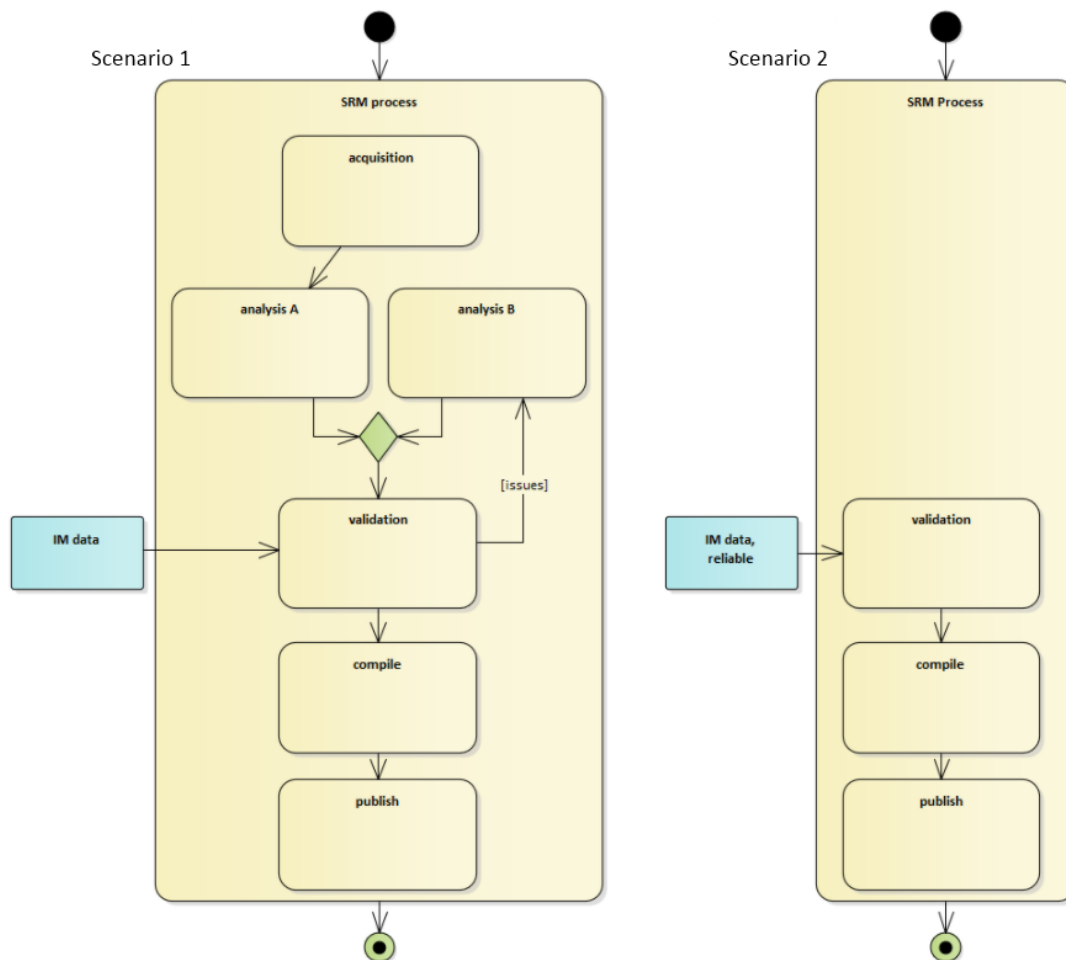 Scenario 1
SRM process
acquisition
analysis A
analysis B
[issues]
IM data
validation
compile
publish
Scenario 2
SRM Process
IM data,
reliable
validation
compile
publish